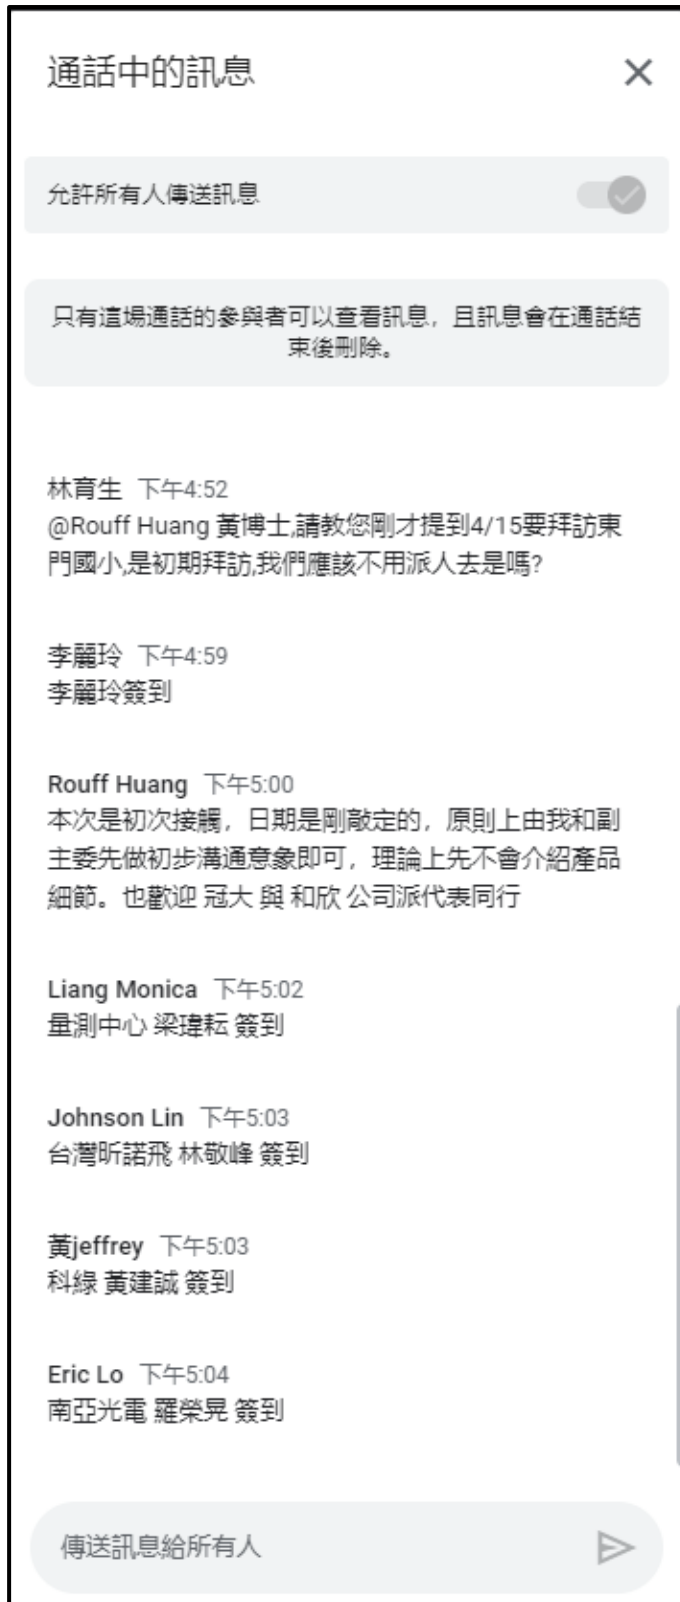 通話中的訊息
允許所有人傳送訊息
只有這場通話的參與者可以查看訊息，且訊息會在通話結
束後刪除。
林育生 下午4:52
@Rouff Huang 黃博士,請教您剛才提到4/15要拜訪東
門國小,是初期拜訪,我們應該不用派人去是嗎?
李麗玲 下午4:59
李麗玲簽到
Rouff Huang 下午5:00
本次是初次接觸，日期是剛敲定的，原則上由我和副
主委先做初步溝通意象即可，理論上先不會介紹產品
細節。也歡迎 冠大 與 和欣 公司派代表同行
Liang Monica 下午5:02
量測中心 梁瑋耘 簽到
Johnson Lin 下午5:03
台灣昕諾飛 林敬峰 簽到
黃jeffrey 下午5:03
科綠 黃建誠 簽到
Eric Lo 下午5:04
南亞光電 羅榮晃 簽到
傳送訊息給所有人